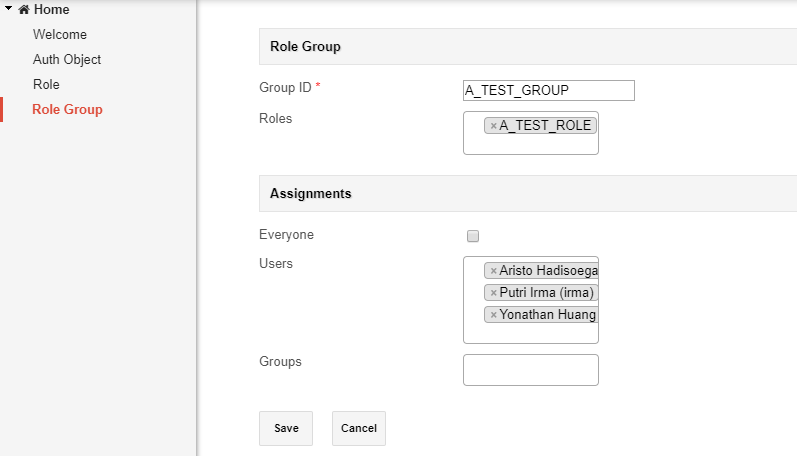 Home
Welcome
Auth Object
Role
Role Group
Role Group
Group ID *
A_TEST_GROUP
Roles
× A_TEST_ROLE
Assignments
Everyone
Users
× Aristo Hadisoega
× Putri Irma (irma)
× Yonathan Huang
Groups
Save
Cancel